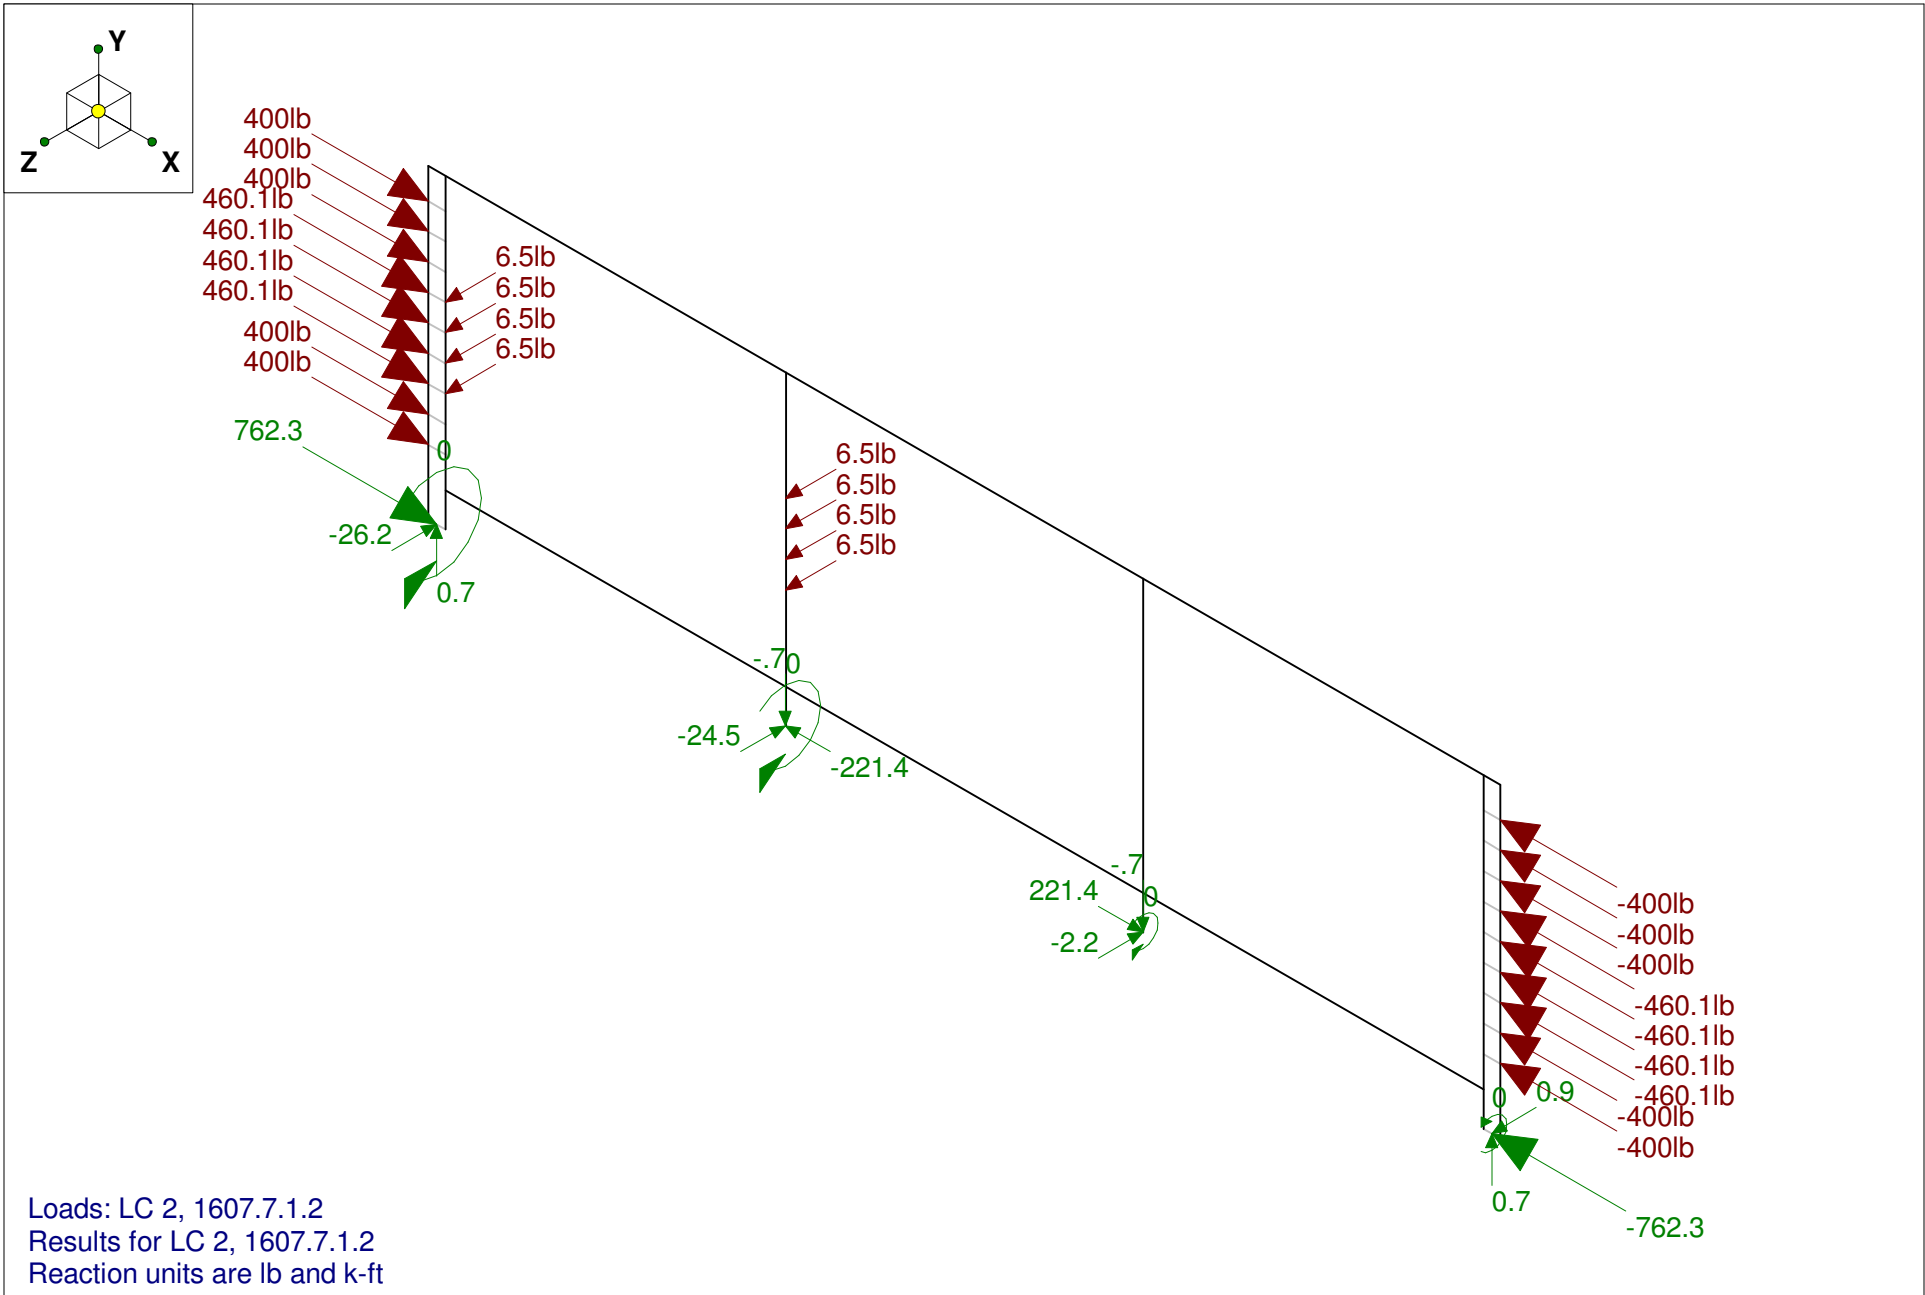 Y
Z
X
400lb
400lb
400lb
460.1lb
460.1lb
460.1lb
460.1lb
400lb
400lb
6.5lb
6.5lb
6.5lb
6.5lb
762.3
0
-26.2
0.7
6.5lb
6.5lb
6.5lb
6.5lb
-.7
0
-24.5
-221.4
-.7
221.4
0
-2.2
-400lb
-400lb
-400lb
-460.1lb
-460.1lb
-460.1lb
-460.1lb
-400lb
-400lb
0
0.9
0.7
-762.3
Loads: LC 2, 1607.7.1.2
Results for LC 2, 1607.7.1.2
Reaction units are lb and k-ft